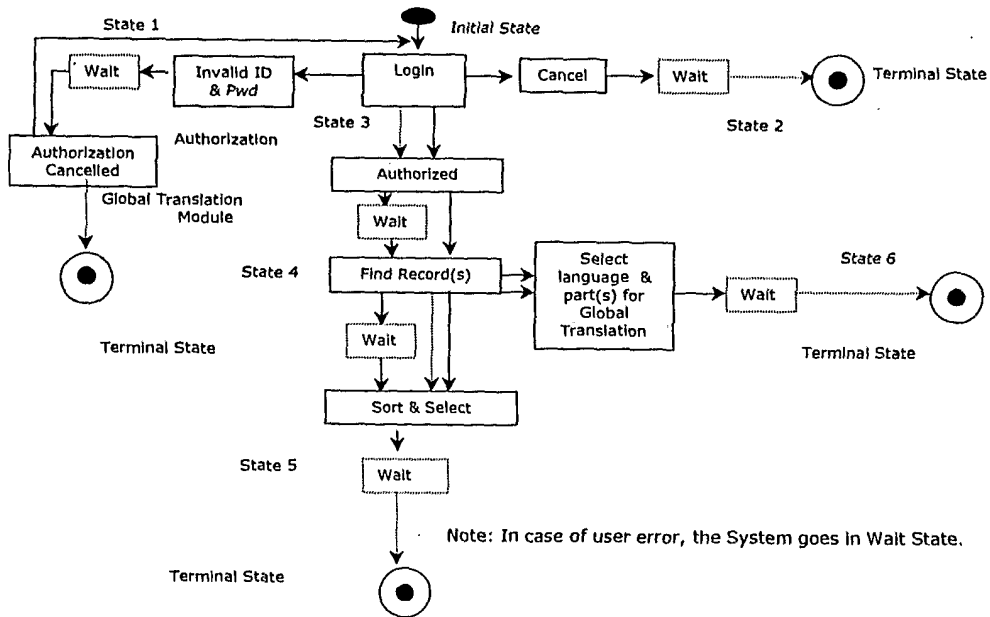 State 1
Initial State
Wait
Invalid ID
& Pwd
Login
Cancel
Wait
Terminal State
State 3
State 2
Authorization
Authorization
Cancelled
Authorized
Global Translation
Module
Wait
State 4
Find Record(s)
Select
language &
part(s) for
Global
Translation
State 6
Wait
Wait
Terminal State
Terminal State
Sort & Select
State 5
Wait
Note: In case of user error, the System goes in Wait State.
Terminal State